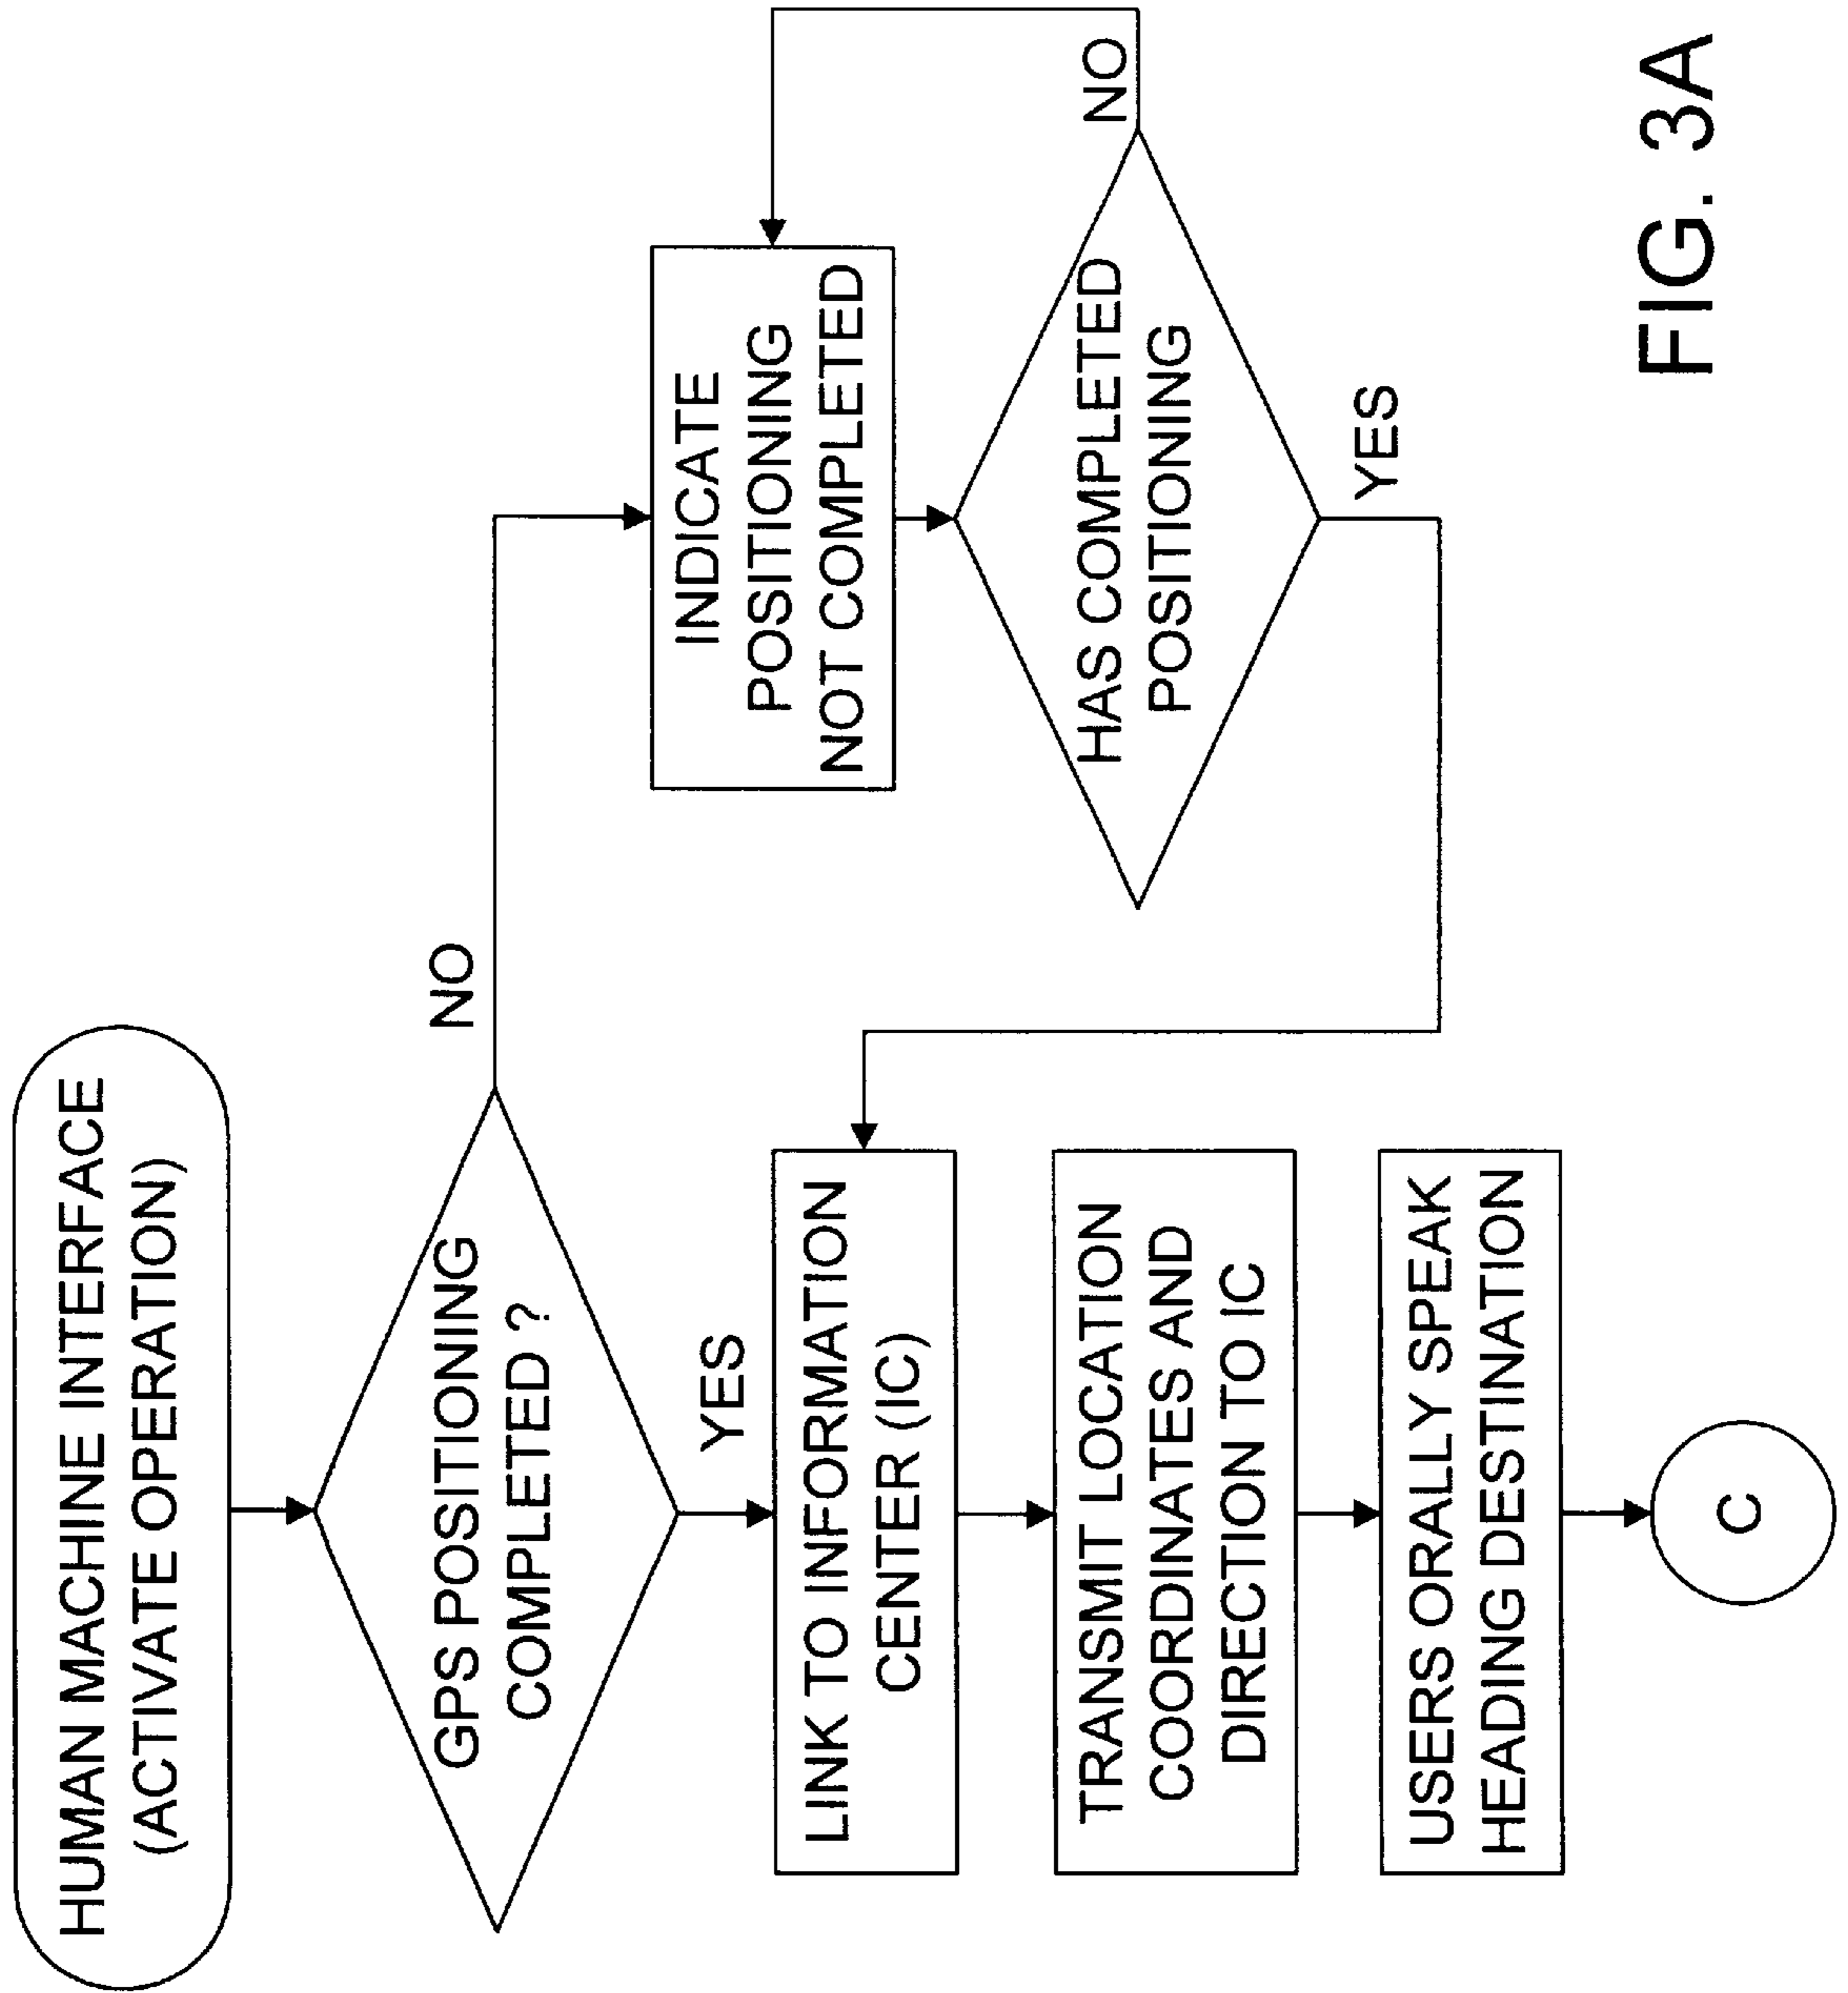 HUMAN MACHINE INTERFACE
(ACTIVATE OPERATION)
GPS POSITIONING
COMPLETED ?
NO
YES
INDICATE
POSITIONING
NOT COMPLETED
HAS COMPLETED
POSITIONING
NO
YES
LINK TO INFORMATION
CENTER (IC)
TRANSMIT LOCATION
COORDINATES AND
DIRECTION TO IC
USERS ORALLY SPEAK
HEADING DESTINATION
C
FIG. 3A